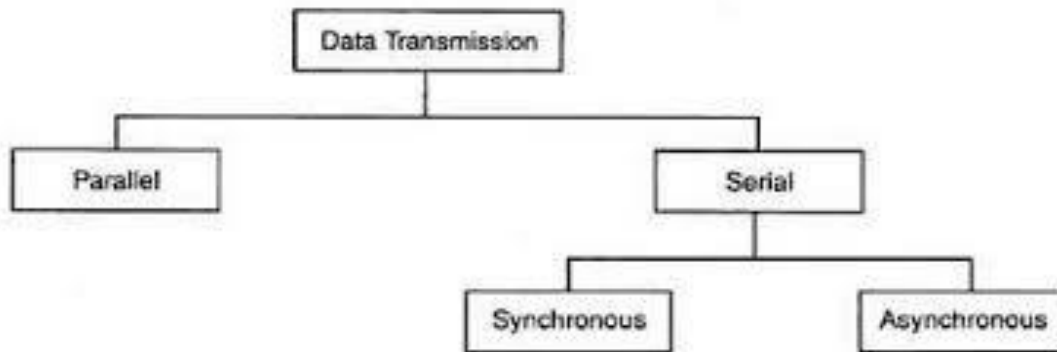 Data Transmission
Parallel
Serial
Synchronous
Asynchronous